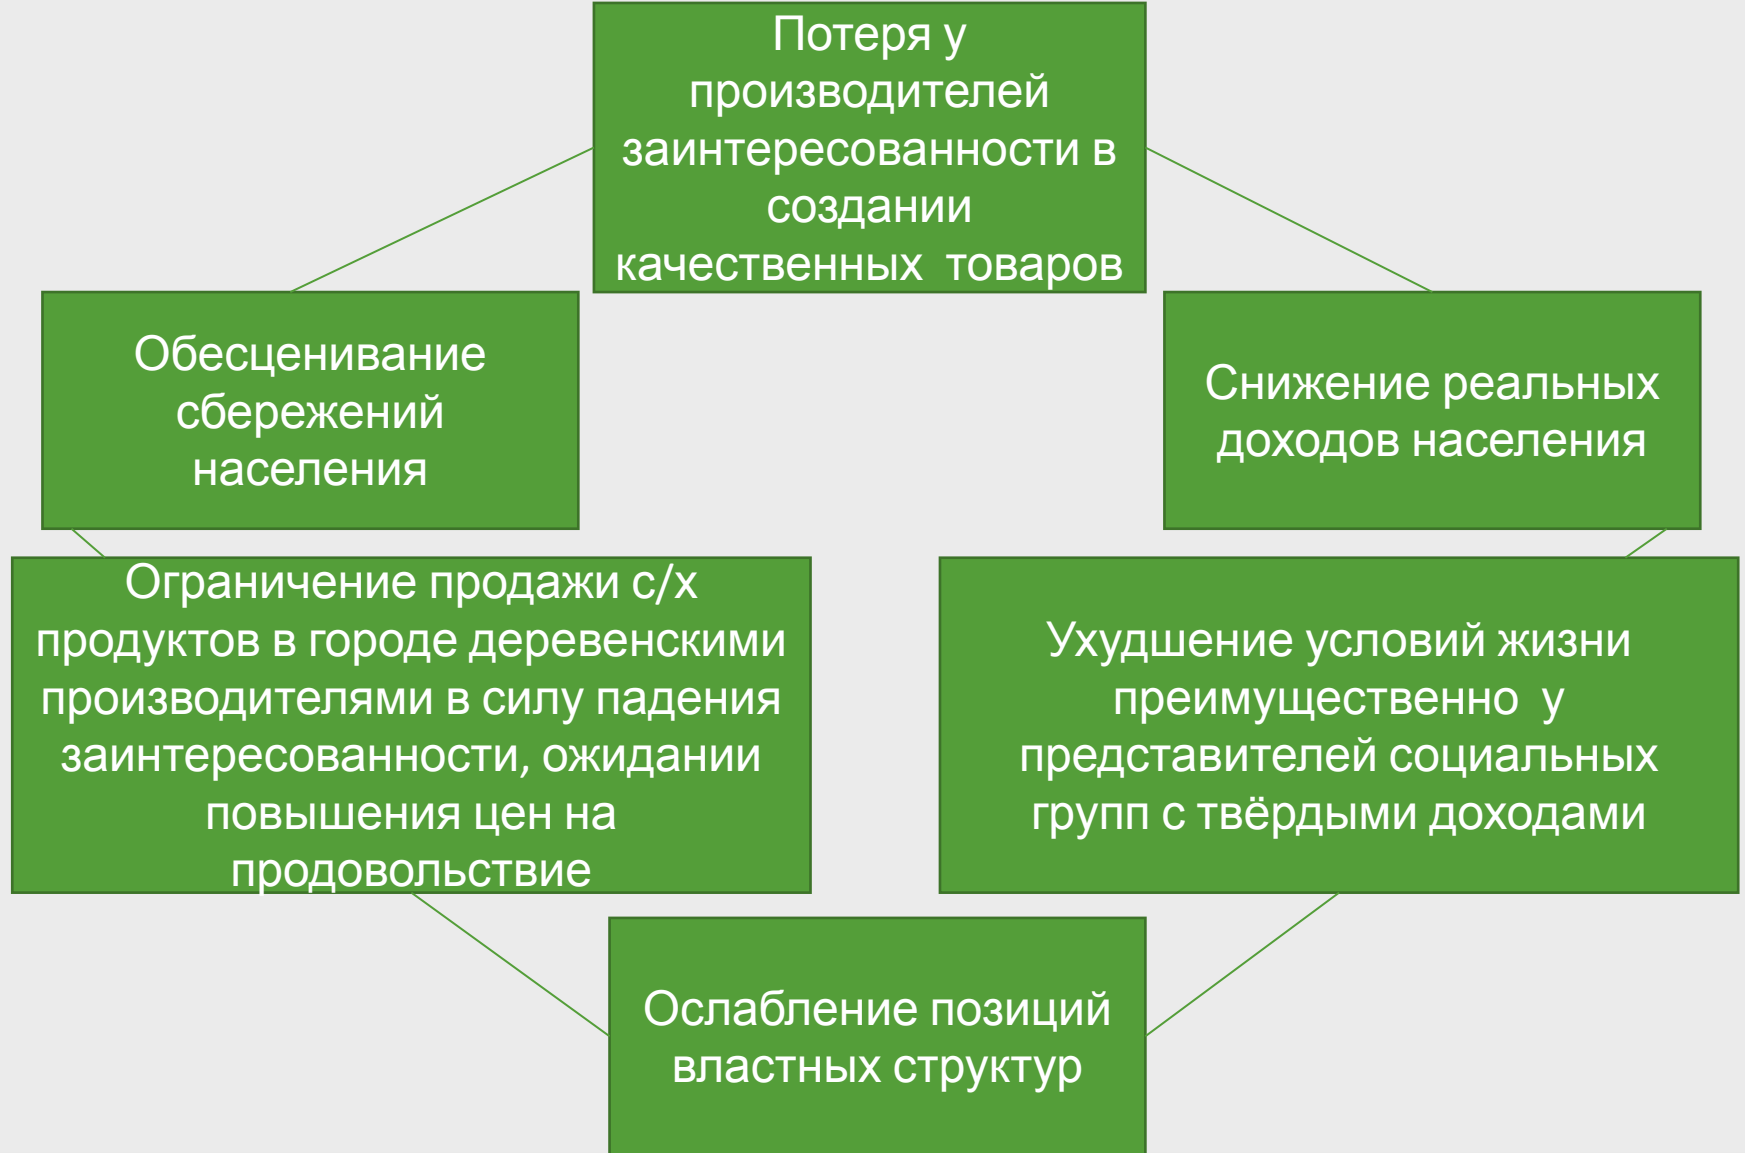 Потеря у
производителей
заинтересованности в
создании
качественных товаров
Обесценивание
сбережений
населения
Снижение реальных
доходов населения
Ограничение продажи с/х
продуктов в городе деревенскими
производителями в силу падения
заинтересованности, ожидании
повышения цен на
продовольствие
Ухудшение условий жизни
преимущественно у
представителей социальных
групп с твёрдыми доходами
Ослабление позиций
властных структур